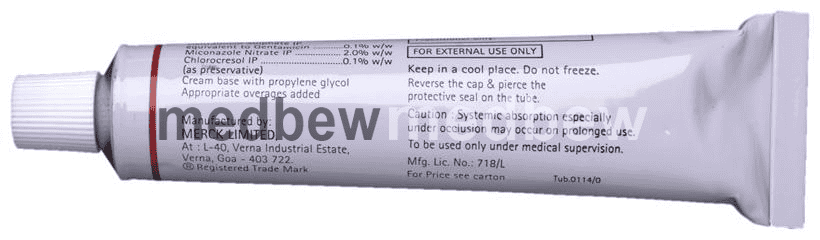 equivalent to Gentamicin ............ 0.1% w/w
Miconazole Nitrate IP .................. 2.0% w/w
Chlorocresol IP .............................. 0.1% w/w
(as preservative)
Cream base with propylene glycol
Appropriate overages added
Manufactured by:
MERCK LIMITED,
At : L-40, Verna Industrial Estate,
Verna, Goa - 403 722.
® Registered Trade Mark
Practitioner only.
FOR EXTERNAL USE ONLY
Keep in a cool place. Do not freeze.
Reverse the cap & pierce the
protective seal on the tube.
Caution : Systemic absorption especially
under occlusion may occur on prolonged use.
To be used only under medical supervision.
Mfg. Lic. No.: 718/L
For Price see carton
Tub.0114/0
medbew medbew